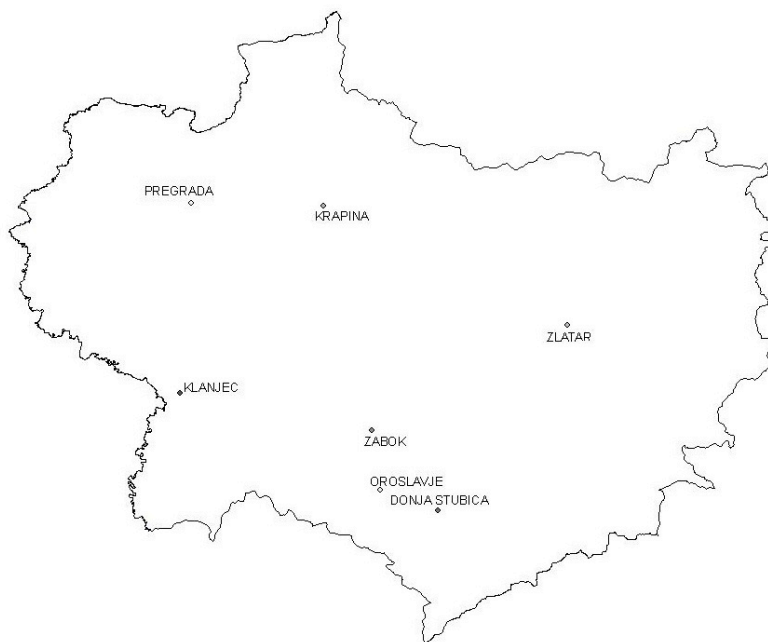 PREGRADA
KRAPINA
ZLATAR
KLANJEC
ZABOK
OROSLAVJE
DONJA STUBICA